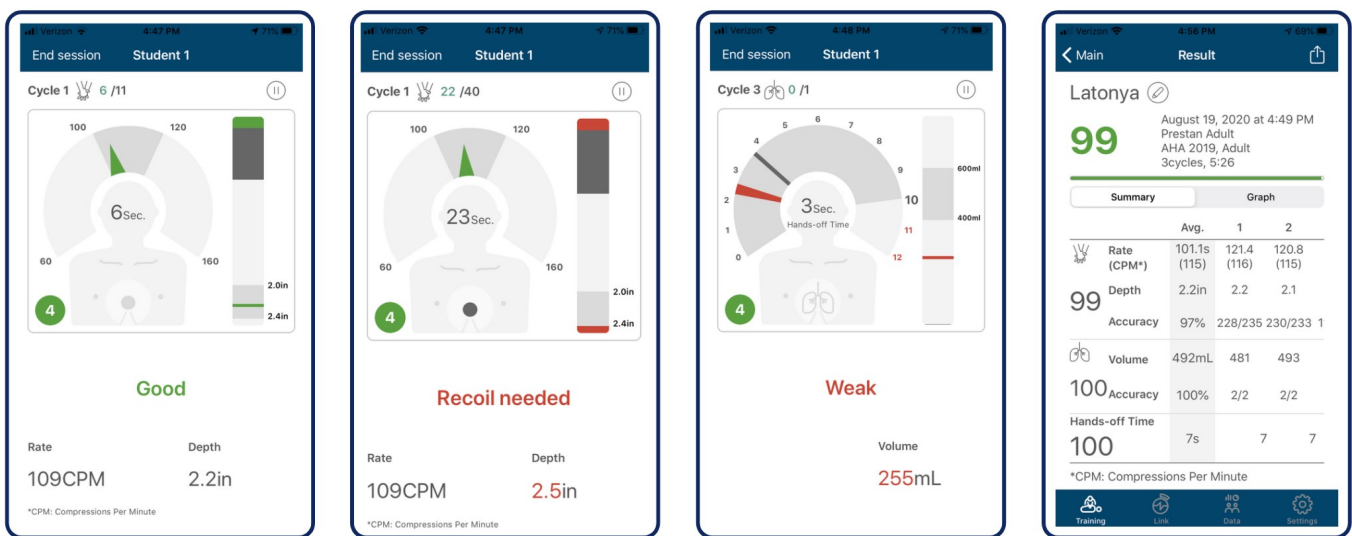 Verizon 4:47 PM 71%
End session Student 1
Cycle 1 6 /11
100 120
6Sec.
60 160
2.0in
4
2.4in
Good
Rate Depth
109CPM 2.2in
*CPM: Compressions Per Minute
Verizon 4:47 PM 71%
End session Student 1
Cycle 1 22 /40
100 120
23Sec.
60 160
2.0in
4
2.4in
Recoil needed
Rate Depth
109CPM 2.5in
*CPM: Compressions Per Minute
Verizon 4:48 PM 71%
End session Student 1
Cycle 3 0 /1
0 1 2 3 4 5 6 7 8 9 10 11 12
600ml
400ml
3Sec.
Hands-off Time
4
Weak
Volume
255mL
Verizon 4:56 PM 69%
Main Result
Latonya
99
August 19, 2020 at 4:49 PM
Prestan Adult
AHA 2019, Adult
3cycles, 5:26
Summary Graph
Avg. 1 2
Rate 101.1s 121.4 120.8
(CPM*) (115) (116) (115)
99
Depth 2.2in 2.2 2.1
Accuracy 97% 228/235 230/233 1
Volume 492mL 481 493
100
Accuracy 100% 2/2 2/2
Hands-off Time
100 7s 7 7
*CPM: Compressions Per Minute
Training Link Data Settings